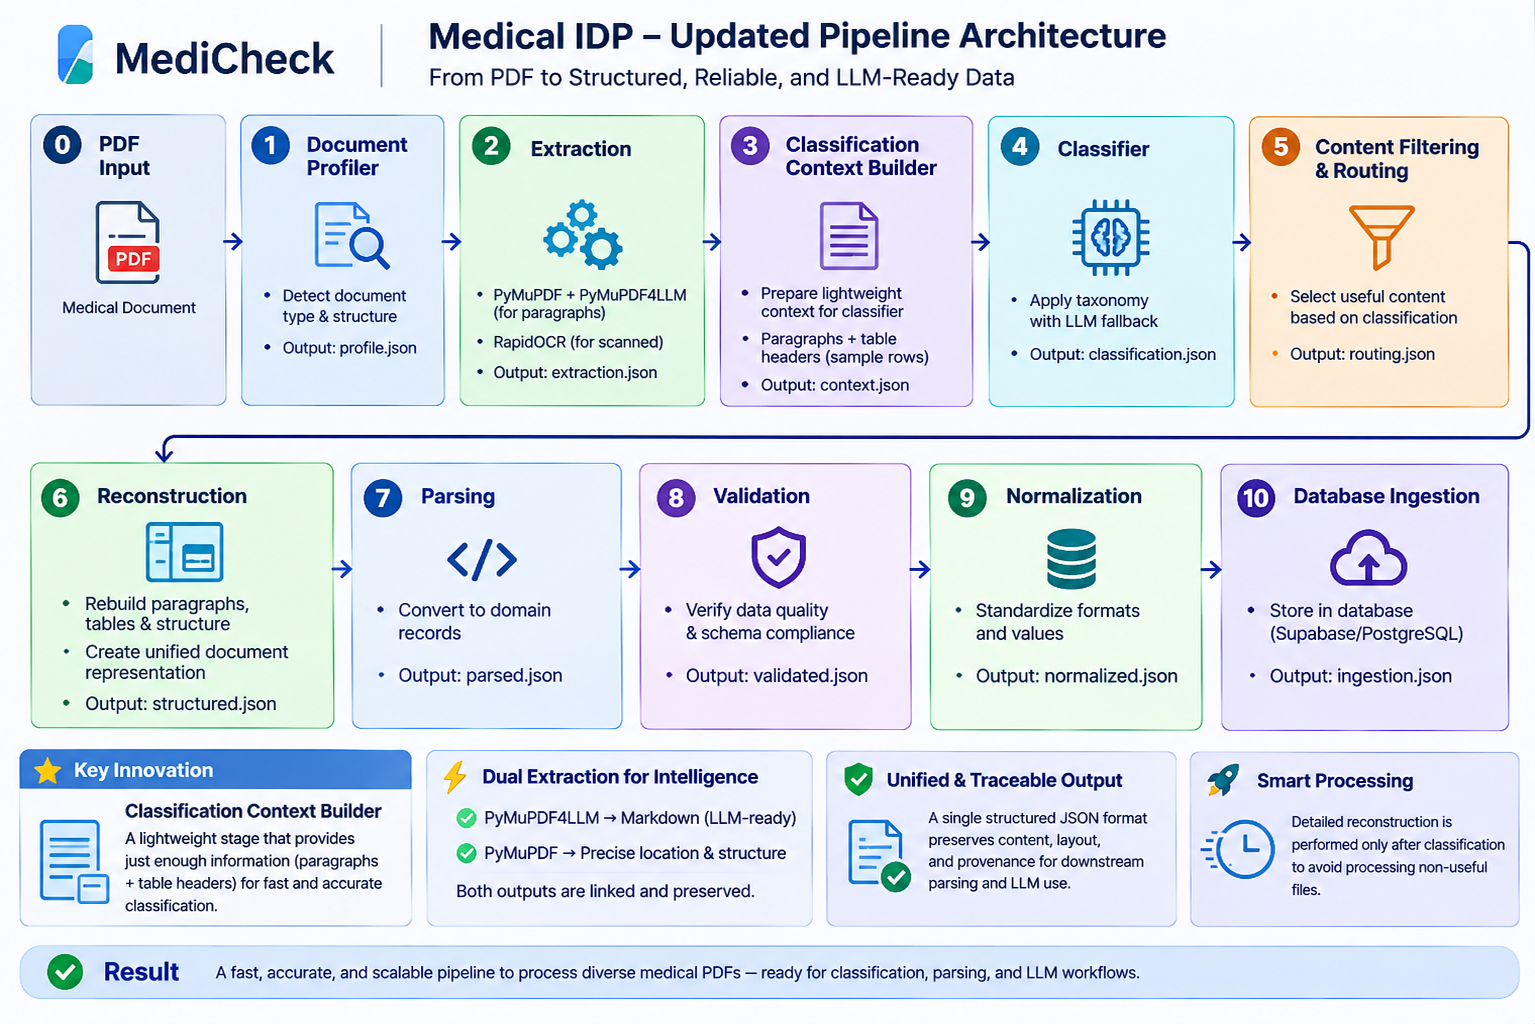 MediCheck
Medical IDP – Updated Pipeline Architecture
From PDF to Structured, Reliable, and LLM-Ready Data
0
PDF
Input
PDF
Medical Document
1
Document
Profiler
• Detect document
type & structure
• Output: profile.json
2
Extraction
• PyMuPDF + PyMuPDF4LLM
(for paragraphs)
• RapidOCR (for scanned)
• Output: extraction.json
3
Classification
Context Builder
• Prepare lightweight
context for classifier
• Paragraphs + table
headers (sample rows)
• Output: context.json
4
Classifier
• Apply taxonomy
with LLM fallback
• Output: classification.json
5
Content Filtering
& Routing
• Select useful content
based on classification
• Output: routing.json
6
Reconstruction
• Rebuild paragraphs,
tables & structure
• Create unified document
representation
• Output: structured.json
7
Parsing
</>
• Convert to domain
records
• Output: parsed.json
8
Validation
• Verify data quality
& schema compliance
• Output: validated.json
9
Normalization
• Standardize formats
and values
• Output: normalized.json
10
Database Ingestion
• Store in database
(Supabase/PostgreSQL)
• Output: ingestion.json
Key Innovation
Classification Context Builder
A lightweight stage that provides
just enough information (paragraphs
+ table headers) for fast and accurate
classification.
Dual Extraction for Intelligence
PyMuPDF4LLM → Markdown (LLM-ready)
PyMuPDF → Precise location & structure
Both outputs are linked and preserved.
Unified & Traceable Output
A single structured JSON format
preserves content, layout,
and provenance for downstream
parsing and LLM use.
Smart Processing
Detailed reconstruction is
performed only after classification
to avoid processing non-useful
files.
Result
A fast, accurate, and scalable pipeline to process diverse medical PDFs — ready for classification, parsing, and LLM workflows.